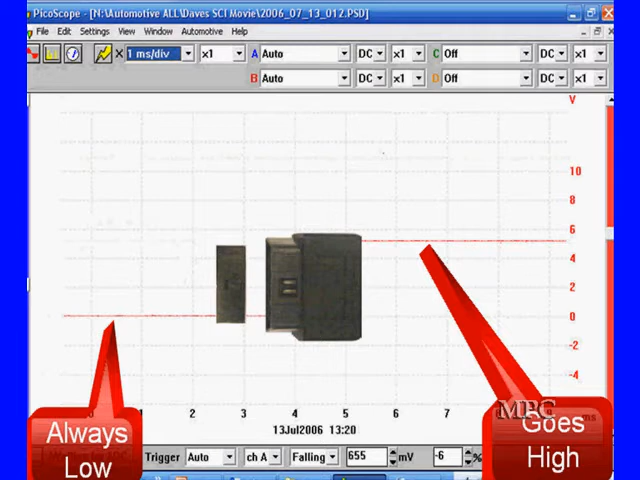 PicoScope - [N:\Automotive ALL\Daves SCI Movie\2006_07_13_012.PSD]
File Edit Settings View Window Automotive Help
1 ms/div x1 A Auto DC x1 C Off DC x1
B Auto DC x1 D Off DC x1
V
10
8
6
4
2
0
-2
-4
1 2 3 4 5 6 7
ms
13Jul2006 13:20
Trigger Auto ch A Falling 655 mV -6 %
Always
Low
MPC
Goes
High